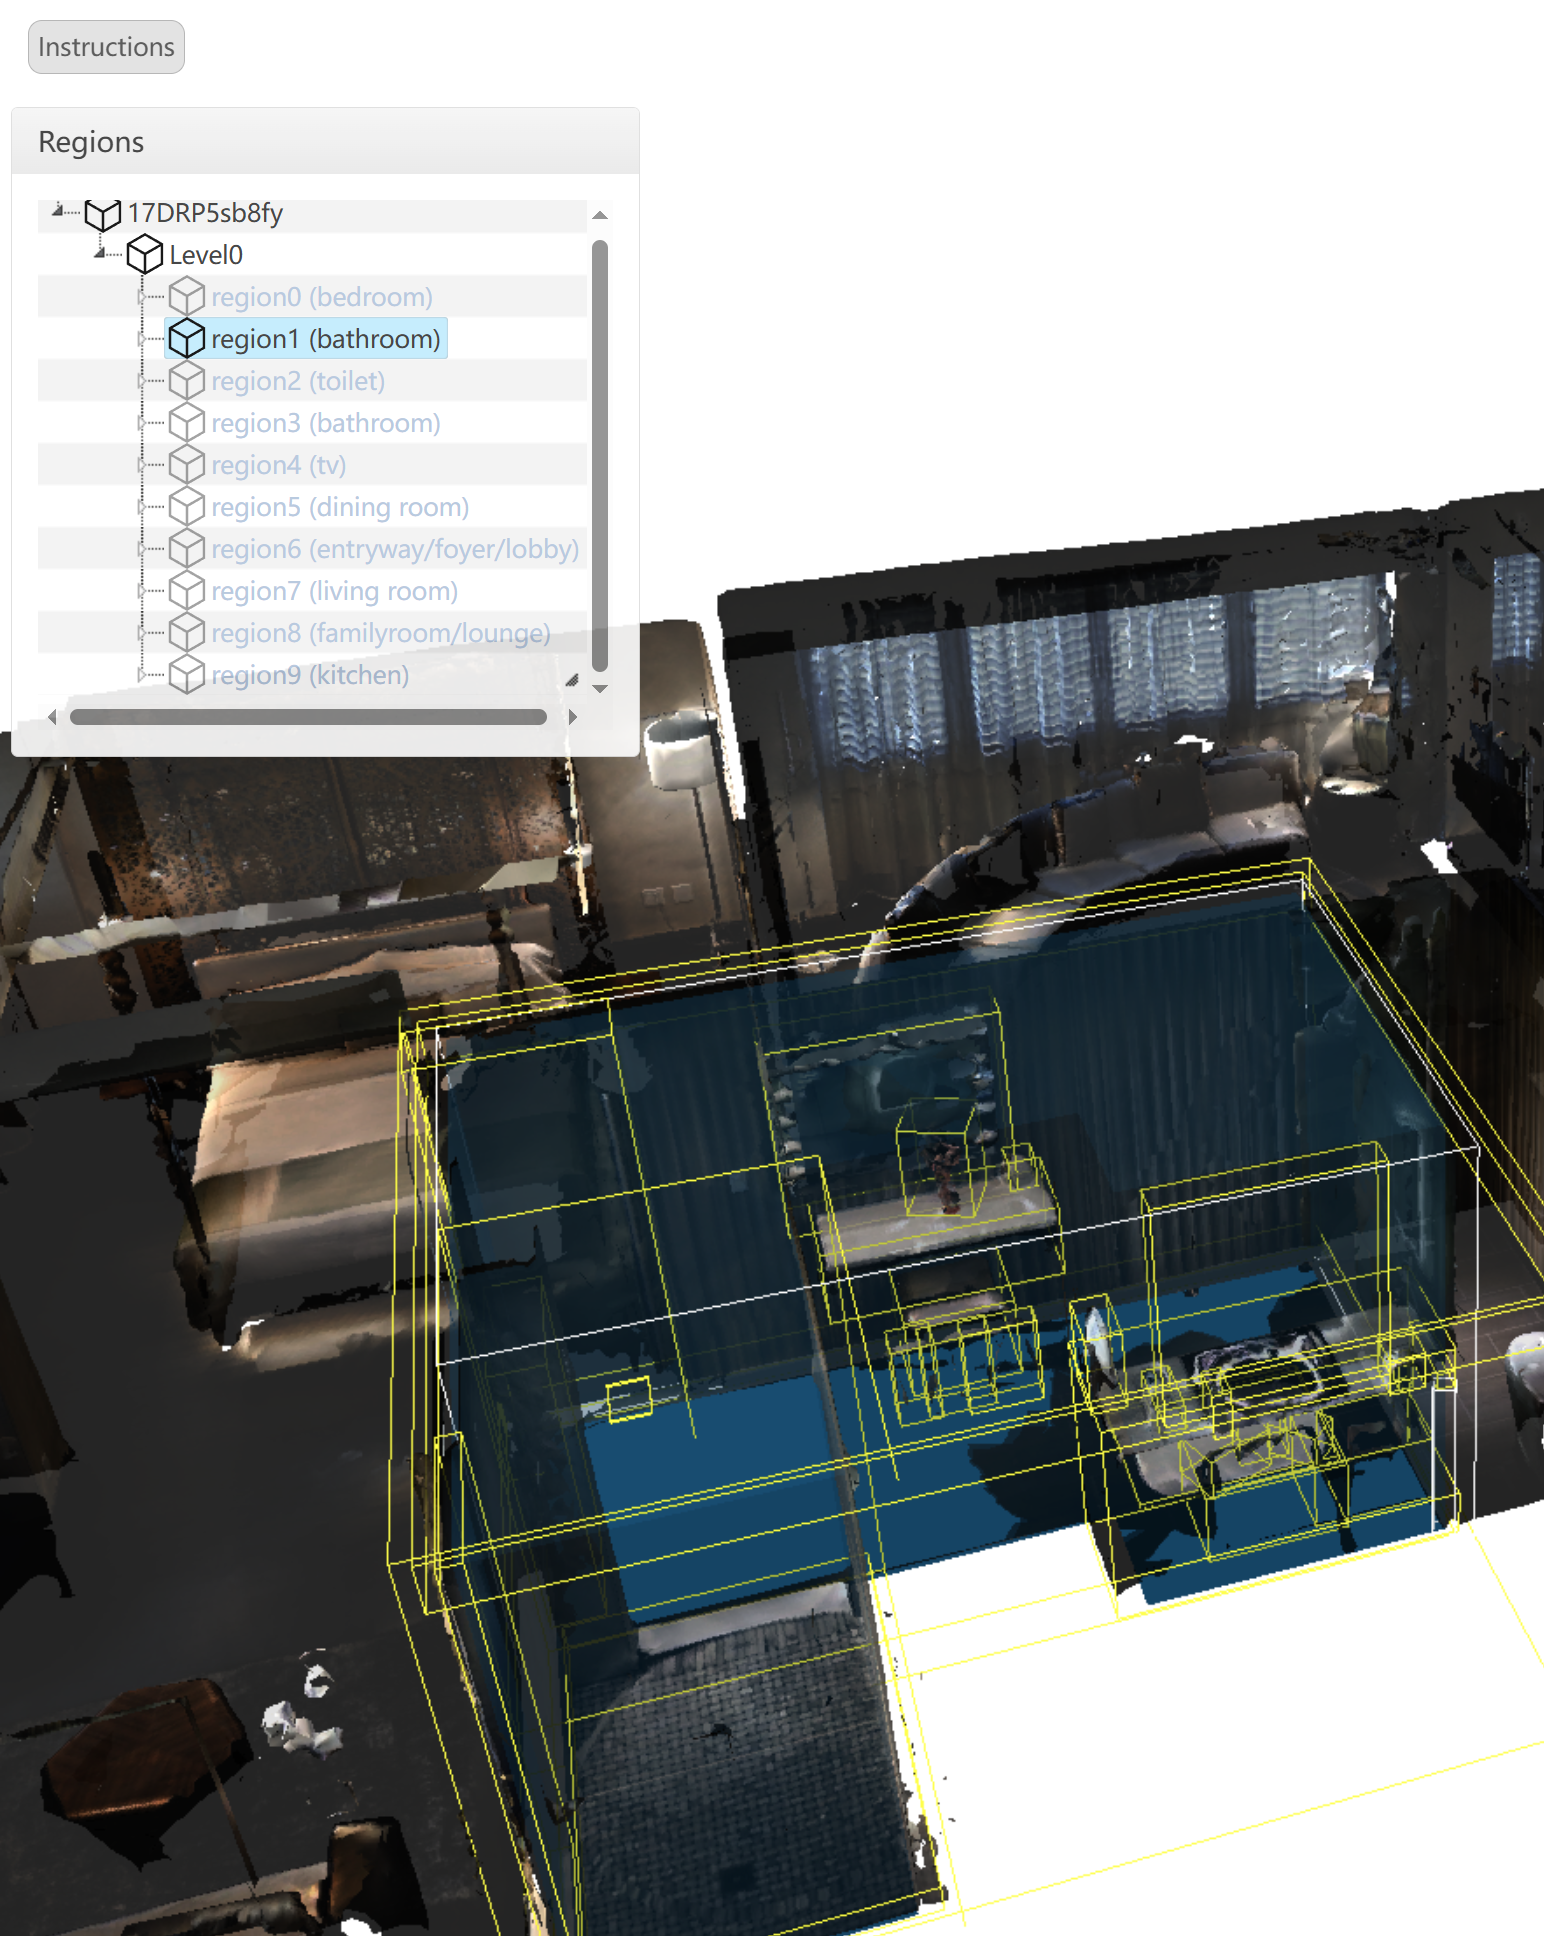 Instructions
Regions
17DRP5sb8fy
Level0
region0 (bedroom)
region1 (bathroom)
region2 (toilet)
region3 (bathroom)
region4 (tv)
region5 (dining room)
region6 (entryway/foyer/lobby)
region7 (living room)
region8 (familyroom/lounge)
region9 (kitchen)